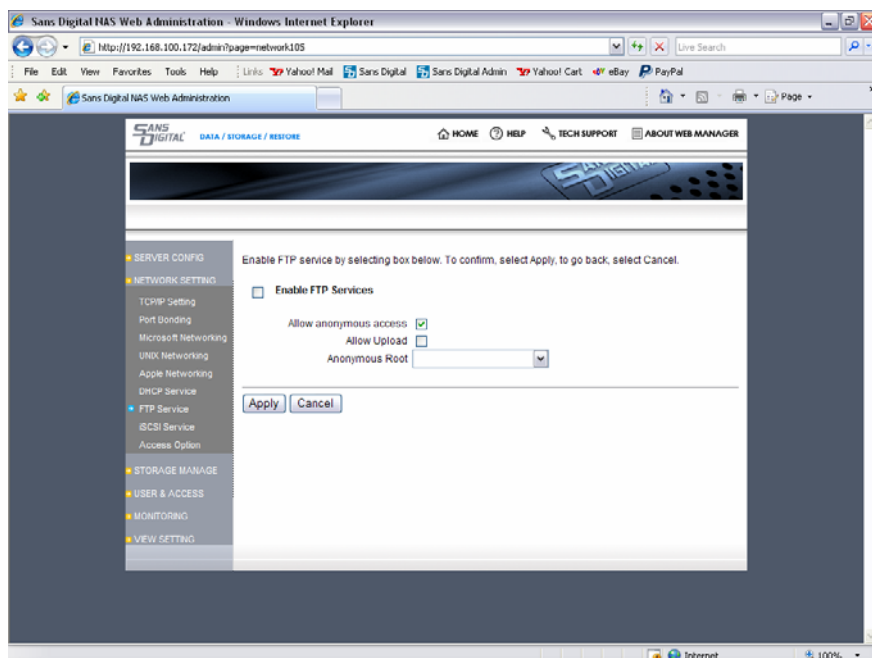 Sans Digital NAS Web Administration - Windows Internet Explorer
http://192.168.100.172/admin?page=network105
Live Search
File Edit View Favorites Tools Help
Links Yahoo! Mail Sans Digital Sans Digital Admin Yahoo! Cart eBay PayPal
Sans Digital NAS Web Administration
Page
SANS DIGITAL
DATA / STORAGE / RESTORE
HOME HELP TECH SUPPORT ABOUT WEB MANAGER
SANS
DIGITAL
SERVER CONFIG
NETWORK SETTING
TCP/IP Setting
Port Bonding
Microsoft Networking
UNIX Networking
Apple Networking
DHCP Service
FTP Service
iSCSI Service
Access Option
STORAGE MANAGE
USER & ACCESS
MONITORING
VIEW SETTING
Enable FTP service by selecting box below. To confirm, select Apply, to go back, select Cancel.
Enable FTP Services
Allow anonymous access
Allow Upload
Anonymous Root
Apply Cancel
Internet
100%